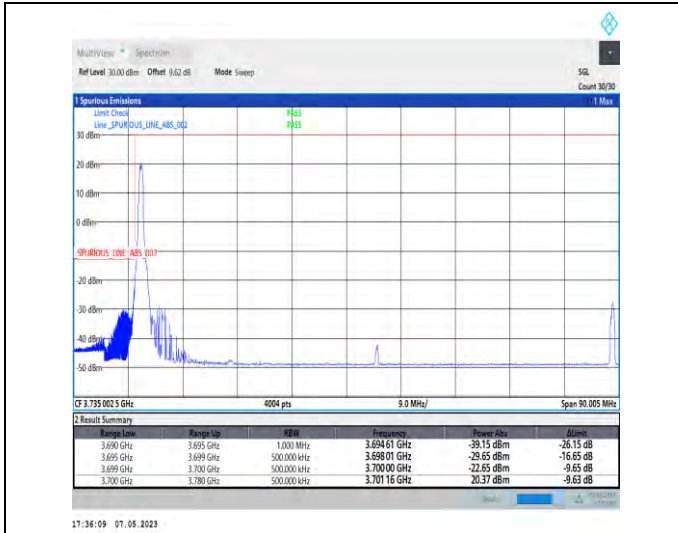 MultiView Spectrum
Ref Level 30.00 dBm Offset 9.62 dB Mode Sweep SGL
Count 30/30
1 Spurious Emissions 1 Max
Limit Check PASS
Line _SPURIOUS_LINE_ABS_002 PASS
30 dBm
20 dBm
10 dBm
0 dBm
_SPURIOUS_LINE_ABS_002
-20 dBm
-30 dBm
-40 dBm
-50 dBm
CF 3.735 002 5 GHz 4004 pts 9.0 MHz/ Span 90.005 MHz
2 Result Summary
Range Low Range Up RBW Frequency Power Abs ΔLimit
3.690 GHz 3.695 GHz 1.000 MHz 3.694 61 GHz -39.15 dBm -26.15 dB
3.695 GHz 3.699 GHz 500.000 kHz 3.698 01 GHz -29.65 dBm -16.65 dB
3.699 GHz 3.700 GHz 500.000 kHz 3.700 00 GHz -22.65 dBm -9.65 dB
3.700 GHz 3.780 GHz 500.000 kHz 3.701 16 GHz 20.37 dBm -9.63 dB
17:36:09 07.05.2023